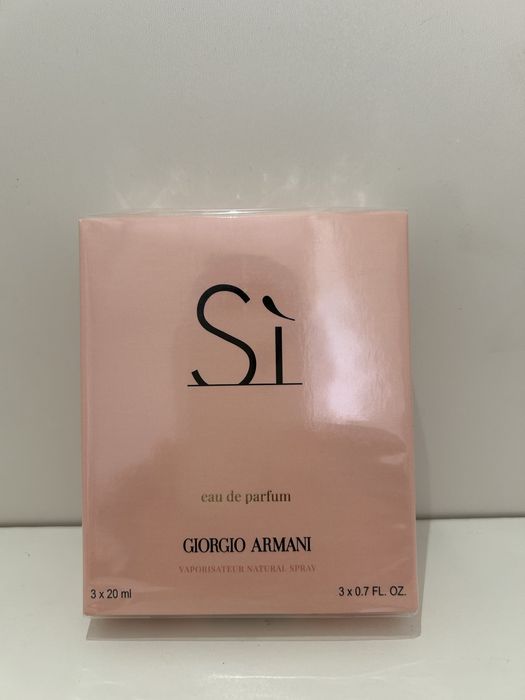 Sì
eau de parfum
GIORGIO ARMANI
VAPORISATEUR NATURAL SPRAY
3 x 20 ml
3 x 0.7 FL. OZ.